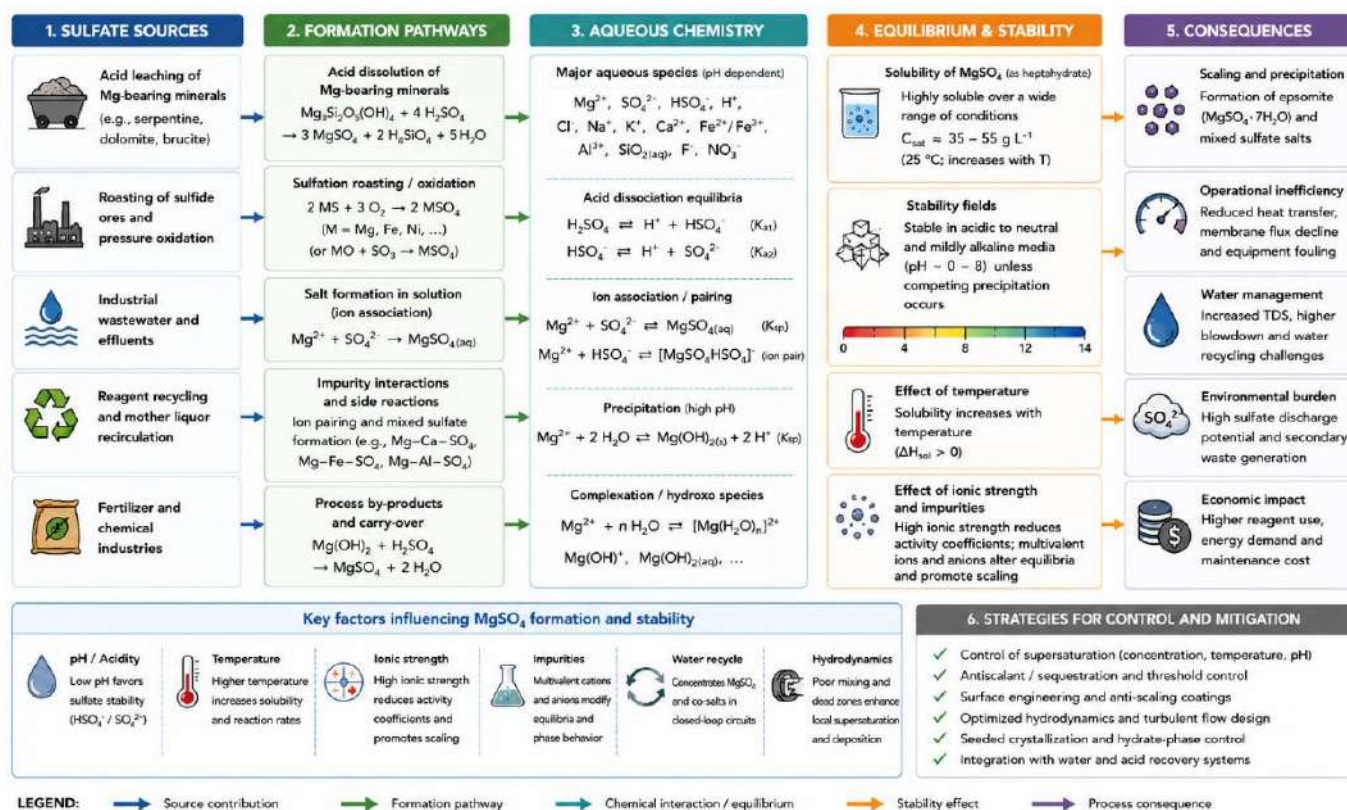 1. SULFATE SOURCES
Acid leaching of
Mg-bearing minerals
(e.g., serpentine,
dolomite, brucite)
Roasting of sulfide
ores and
pressure oxidation
Industrial
wastewater and
effluents
Reagent recycling
and mother liquor
recirculation
Fertilizer and
chemical
industries
2. FORMATION PATHWAYS
Acid dissolution of
Mg-bearing minerals
Mg₃Si₂O₅(OH)₄ + 4 H₂SO₄
→ 3 MgSO₄ + 2 H₆SiO₄ + 5 H₂O
Sulfation roasting / oxidation
2 MS + 3 O₂ → 2 MSO₄
(M = Mg, Fe, Ni, ...)
(or MO + SO₃ → MSO₄)
Salt formation in solution
(ion association)
Mg²⁺ + SO₄²⁻ → MgSO₄(aq)
Impurity interactions
and side reactions
Ion pairing and mixed sulfate
formation (e.g., Mg–Ca–SO₄,
Mg–Fe–SO₄, Mg–Al–SO₄)
Process by-products
and carry-over
Mg(OH)₂ + H₂SO₄
→ MgSO₄ + 2 H₂O
3. AQUEOUS CHEMISTRY
Major aqueous species (pH dependent)
Mg²⁺, SO₄²⁻, HSO₄⁻, H⁺,
Cl⁻, Na⁺, K⁺, Ca²⁺, Fe²⁺/Fe³⁺,
Al³⁺, SiO₂(aq), F⁻, NO₃⁻
Acid dissociation equilibria
H₂SO₄ ⇌ H⁺ + HSO₄⁻ (Kₐ₁)
HSO₄⁻ ⇌ H⁺ + SO₄²⁻ (Kₐ₂)
Ion association / pairing
Mg²⁺ + SO₄²⁻ ⇌ MgSO₄(aq) (Ksp)
Mg²⁺ + HSO₄⁻ ⇌ [MgSO₄HSO₄]⁻ (ion pair)
Precipitation (high pH)
Mg²⁺ + 2 H₂O ⇌ Mg(OH)₂(s) + 2 H⁺ (Ksp)
Complexation / hydroxo species
Mg²⁺ + n H₂O ⇌ [Mg(H₂O)ₙ]²⁺
Mg(OH)⁺, Mg(OH)₂(aq), ...
4. EQUILIBRIUM & STABILITY
Solubility of MgSO₄ (as heptahydrate)
Highly soluble over a wide
range of conditions
Csat ≈ 35 – 55 g L⁻¹
(25 °C; increases with T)
Stability fields
Stable in acidic to neutral
and mildly alkaline media
(pH ~ 0 – 8) unless
competing precipitation
occurs
0 4 8 12 14
Effect of temperature
Solubility increases with
temperature
(ΔHsol > 0)
Effect of ionic strength
and impurities
High ionic strength reduces
activity coefficients; multivalent
ions and anions alter equilibria
and promote scaling
5. CONSEQUENCES
Scaling and precipitation
Formation of epsomite
(MgSO₄·7H₂O) and
mixed sulfate salts
Operational inefficiency
Reduced heat transfer,
membrane flux decline
and equipment fouling
Water management
Increased TDS, higher
blowdown and water
recycling challenges
SO₄²⁻
Environmental burden
High sulfate discharge
potential and secondary
waste generation
$
Economic impact
Higher reagent use,
energy demand and
maintenance cost
Key factors influencing MgSO₄ formation and stability
pH / Acidity
Low pH favors
sulfate stability
(HSO₄⁻ / SO₄²⁻)
Temperature
Higher temperature
increases solubility
and reaction rates
Ionic strength
High ionic strength
reduces activity
coefficients and
promotes scaling
Impurities
Multivalent cations
and anions modify
equilibria and
phase behavior
Water recycle
Concentrates MgSO₄
and co-salts in
closed-loop circuits
Hydrodynamics
Poor mixing and
dead zones enhance
local supersaturation
and deposition
6. STRATEGIES FOR CONTROL AND MITIGATION
✓ Control of supersaturation (concentration, temperature, pH)
✓ Antiscalant / sequestration and threshold control
✓ Surface engineering and anti-scaling coatings
✓ Optimized hydrodynamics and turbulent flow design
✓ Seeded crystallization and hydrate-phase control
✓ Integration with water and acid recovery systems
LEGEND: Source contribution Formation pathway Chemical interaction / equilibrium Stability effect Process consequence